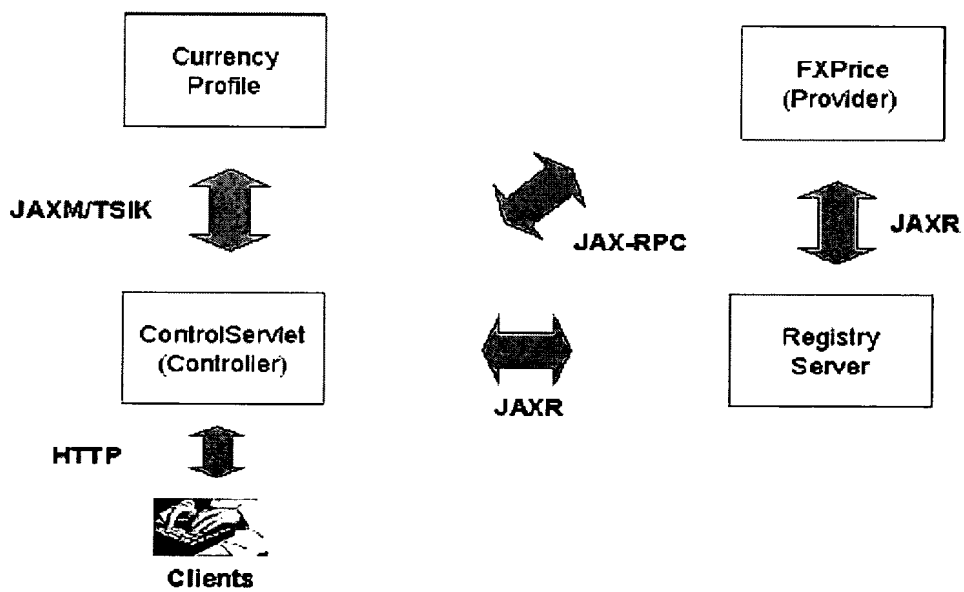 Currency
Profile
FXPrice
(Provider)
JAXM/TSIK
JAX-RPC
JAXR
ControlServlet
(Controller)
Registry
Server
JAXR
HTTP
Clients